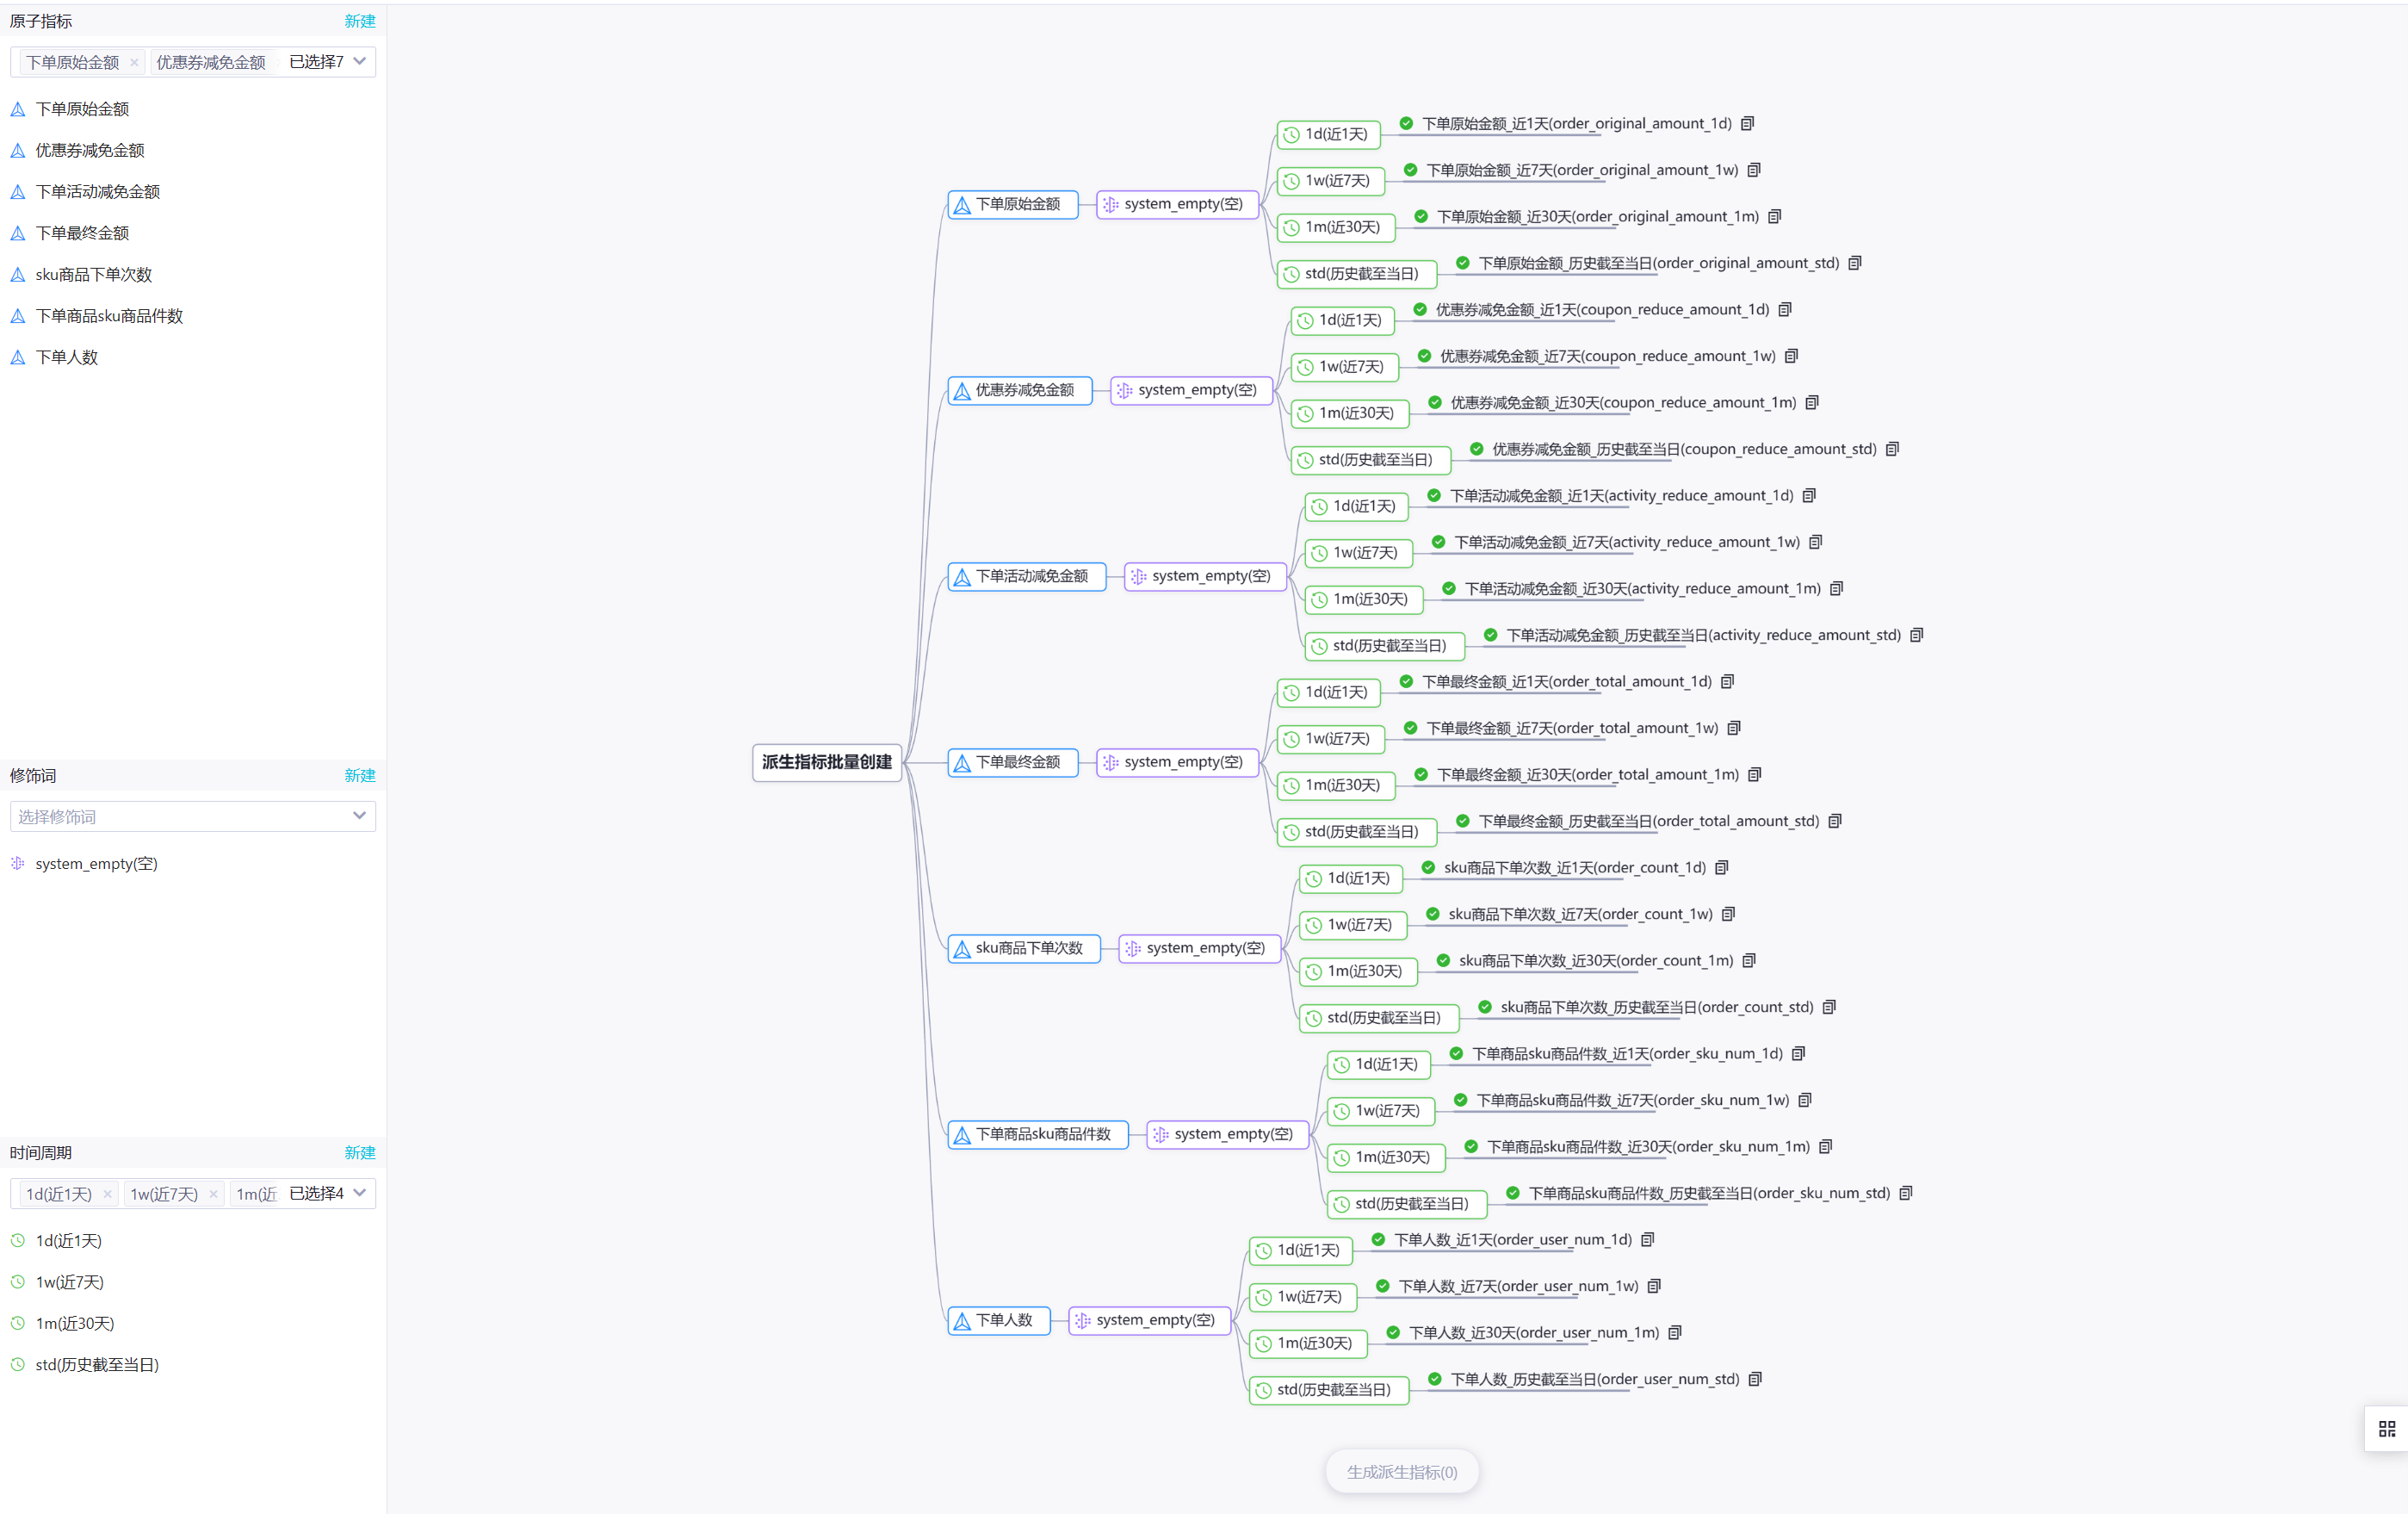 原子指标 新建
下单原始金额 × 优惠券减免金额 已选择7
下单原始金额
优惠券减免金额
下单活动减免金额
下单最终金额
sku商品下单次数
下单商品sku商品件数
下单人数
修饰词 新建
选择修饰词
system_empty(空)
时间周期 新建
1d(近1天) × 1w(近7天) × 1m(近 已选择4
1d(近1天)
1w(近7天)
1m(近30天)
std(历史截至当日)
派生指标批量创建
下单原始金额
system_empty(空)
1d(近1天) 下单原始金额_近1天(order_original_amount_1d)
1w(近7天) 下单原始金额_近7天(order_original_amount_1w)
1m(近30天) 下单原始金额_近30天(order_original_amount_1m)
std(历史截至当日) 下单原始金额_历史截至当日(order_original_amount_std)
优惠券减免金额
system_empty(空)
1d(近1天) 优惠券减免金额_近1天(coupon_reduce_amount_1d)
1w(近7天) 优惠券减免金额_近7天(coupon_reduce_amount_1w)
1m(近30天) 优惠券减免金额_近30天(coupon_reduce_amount_1m)
std(历史截至当日) 优惠券减免金额_历史截至当日(coupon_reduce_amount_std)
下单活动减免金额
system_empty(空)
1d(近1天) 下单活动减免金额_近1天(activity_reduce_amount_1d)
1w(近7天) 下单活动减免金额_近7天(activity_reduce_amount_1w)
1m(近30天) 下单活动减免金额_近30天(activity_reduce_amount_1m)
std(历史截至当日) 下单活动减免金额_历史截至当日(activity_reduce_amount_std)
下单最终金额
system_empty(空)
1d(近1天) 下单最终金额_近1天(order_total_amount_1d)
1w(近7天) 下单最终金额_近7天(order_total_amount_1w)
1m(近30天) 下单最终金额_近30天(order_total_amount_1m)
std(历史截至当日) 下单最终金额_历史截至当日(order_total_amount_std)
sku商品下单次数
system_empty(空)
1d(近1天) sku商品下单次数_近1天(order_count_1d)
1w(近7天) sku商品下单次数_近7天(order_count_1w)
1m(近30天) sku商品下单次数_近30天(order_count_1m)
std(历史截至当日) sku商品下单次数_历史截至当日(order_count_std)
下单商品sku商品件数
system_empty(空)
1d(近1天) 下单商品sku商品件数_近1天(order_sku_num_1d)
1w(近7天) 下单商品sku商品件数_近7天(order_sku_num_1w)
1m(近30天) 下单商品sku商品件数_近30天(order_sku_num_1m)
std(历史截至当日) 下单商品sku商品件数_历史截至当日(order_sku_num_std)
下单人数
system_empty(空)
1d(近1天) 下单人数_近1天(order_user_num_1d)
1w(近7天) 下单人数_近7天(order_user_num_1w)
1m(近30天) 下单人数_近30天(order_user_num_1m)
std(历史截至当日) 下单人数_历史截至当日(order_user_num_std)
生成派生指标(0)